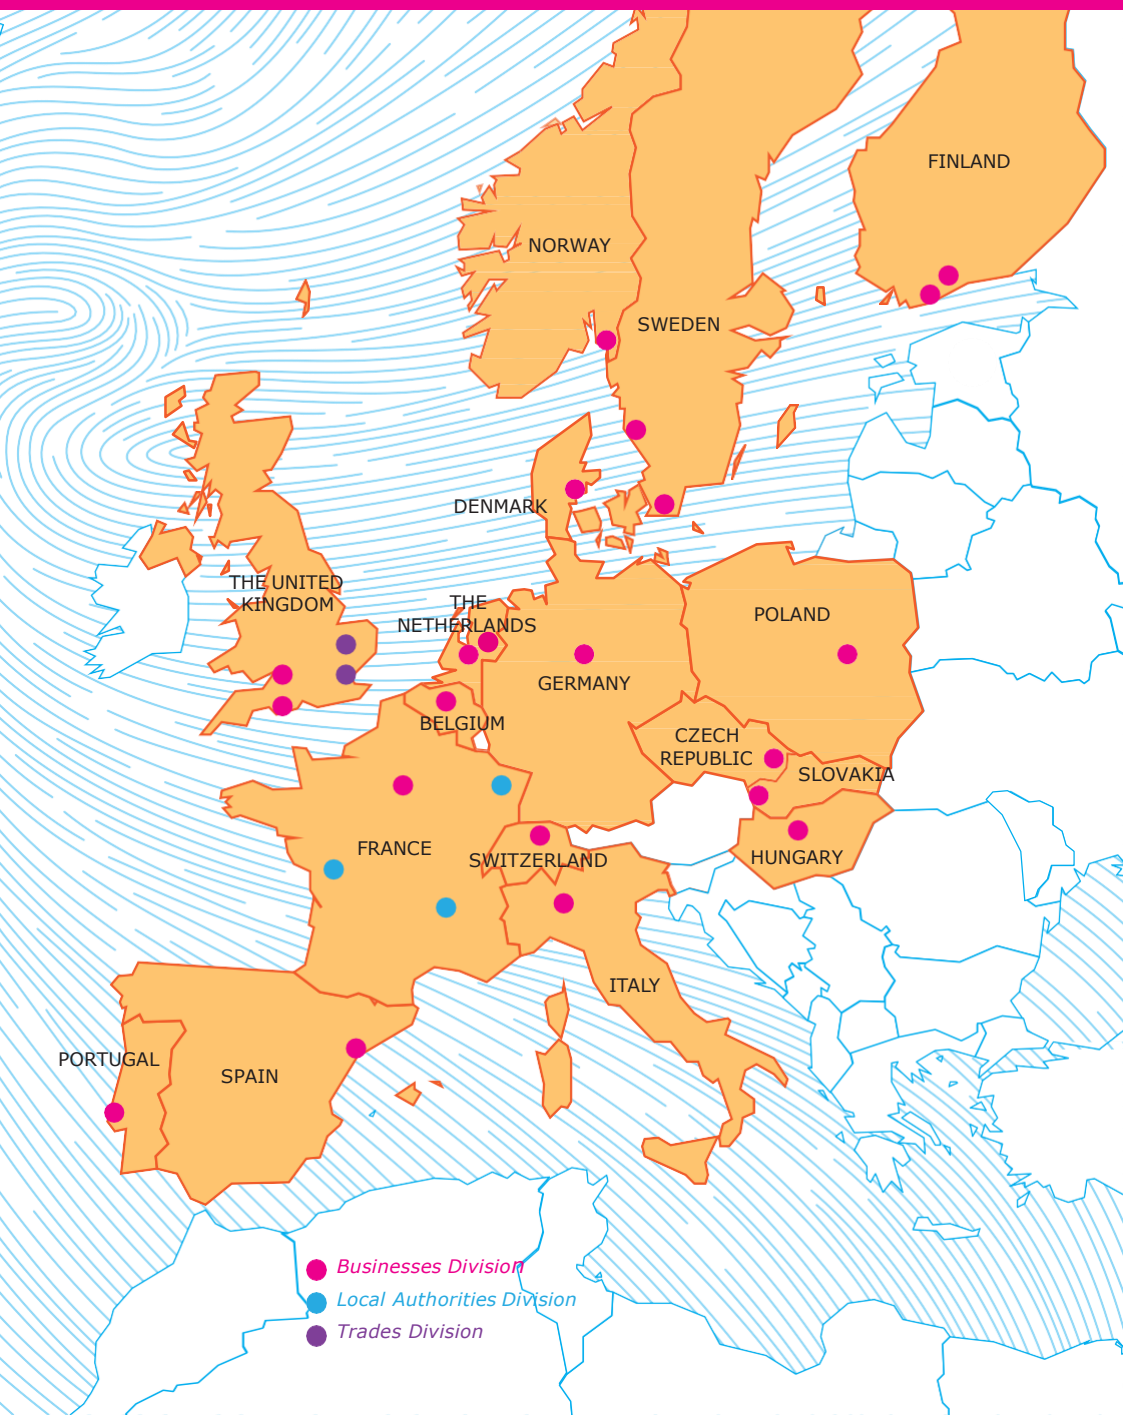 FINLAND
NORWAY
SWEDEN
DENMARK
THE UNITED
KINGDOM
THE
NETHERLANDS
POLAND
GERMANY
BELGIUM
CZECH
REPUBLIC
SLOVAKIA
FRANCE
SWITZERLAND
HUNGARY
ITALY
PORTUGAL
SPAIN
Businesses Division
Local Authorities Division
Trades Division